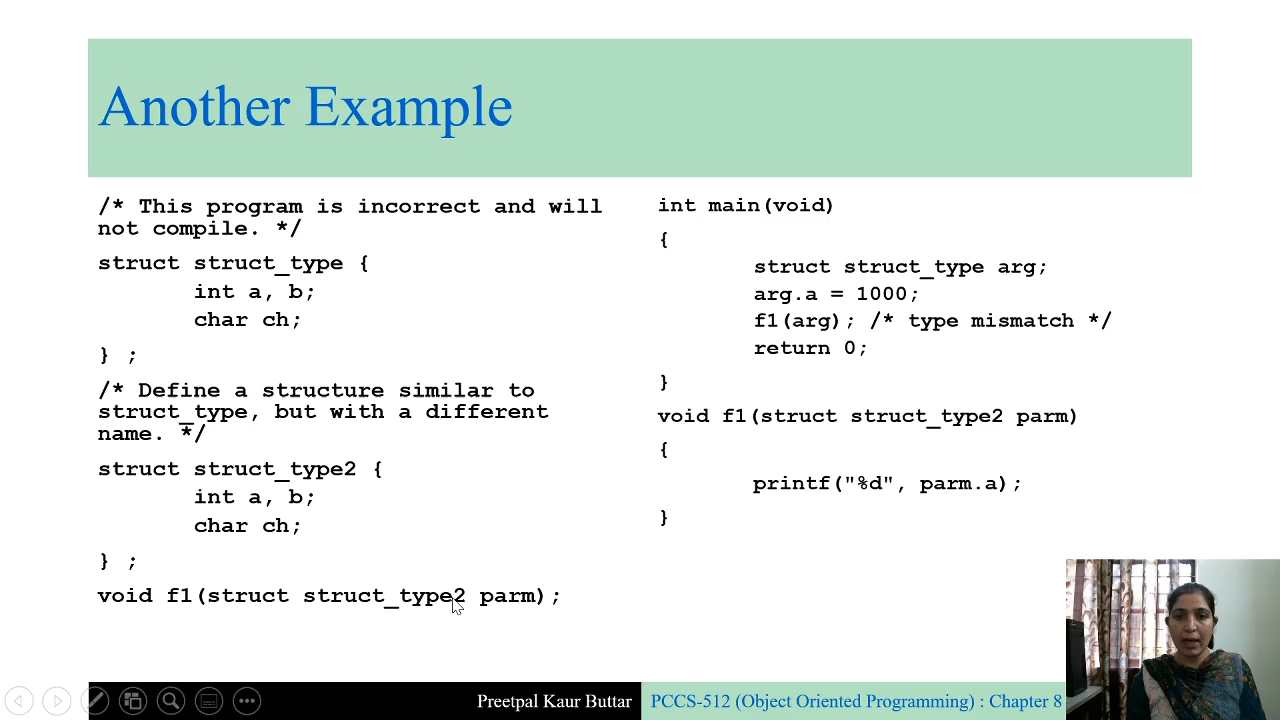 Another Example
/* This program is incorrect and will
not compile. */
struct struct_type {
int a, b;
char ch;
} ;
/* Define a structure similar to
struct_type, but with a different
name. */
struct struct_type2 {
int a, b;
char ch;
} ;
void f1(struct struct_type2 parm);
int main(void)
{
struct struct_type arg;
arg.a = 1000;
f1(arg); /* type mismatch */
return 0;
}
void f1(struct struct_type2 parm)
{
printf("%d", parm.a);
}
Preetpal Kaur Buttar
PCCS-512 (Object Oriented Programming) : Chapter 8